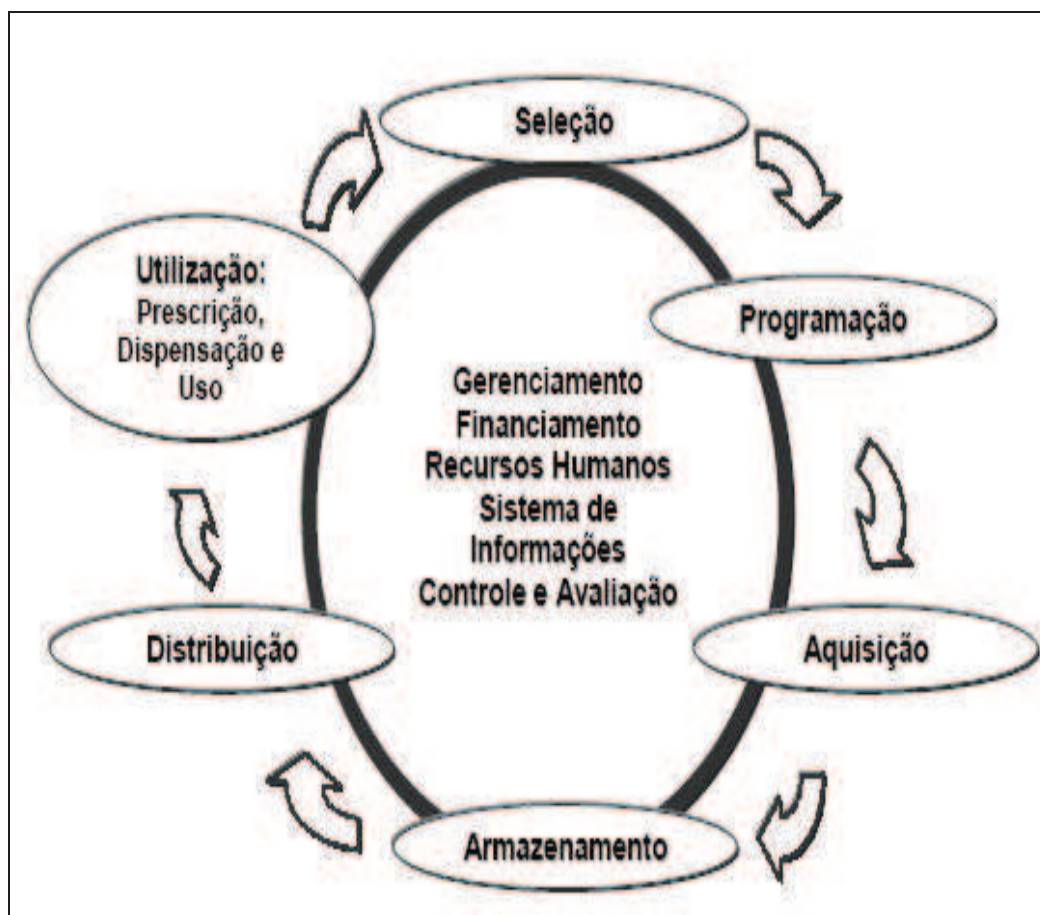 Seleção
Programação
Aquisição
Armazenamento
Distribuição
Utilização:
Prescrição,
Dispensação e
Uso
Gerenciamento
Financiamento
Recursos Humanos
Sistema de
Informações
Controle e Avaliação